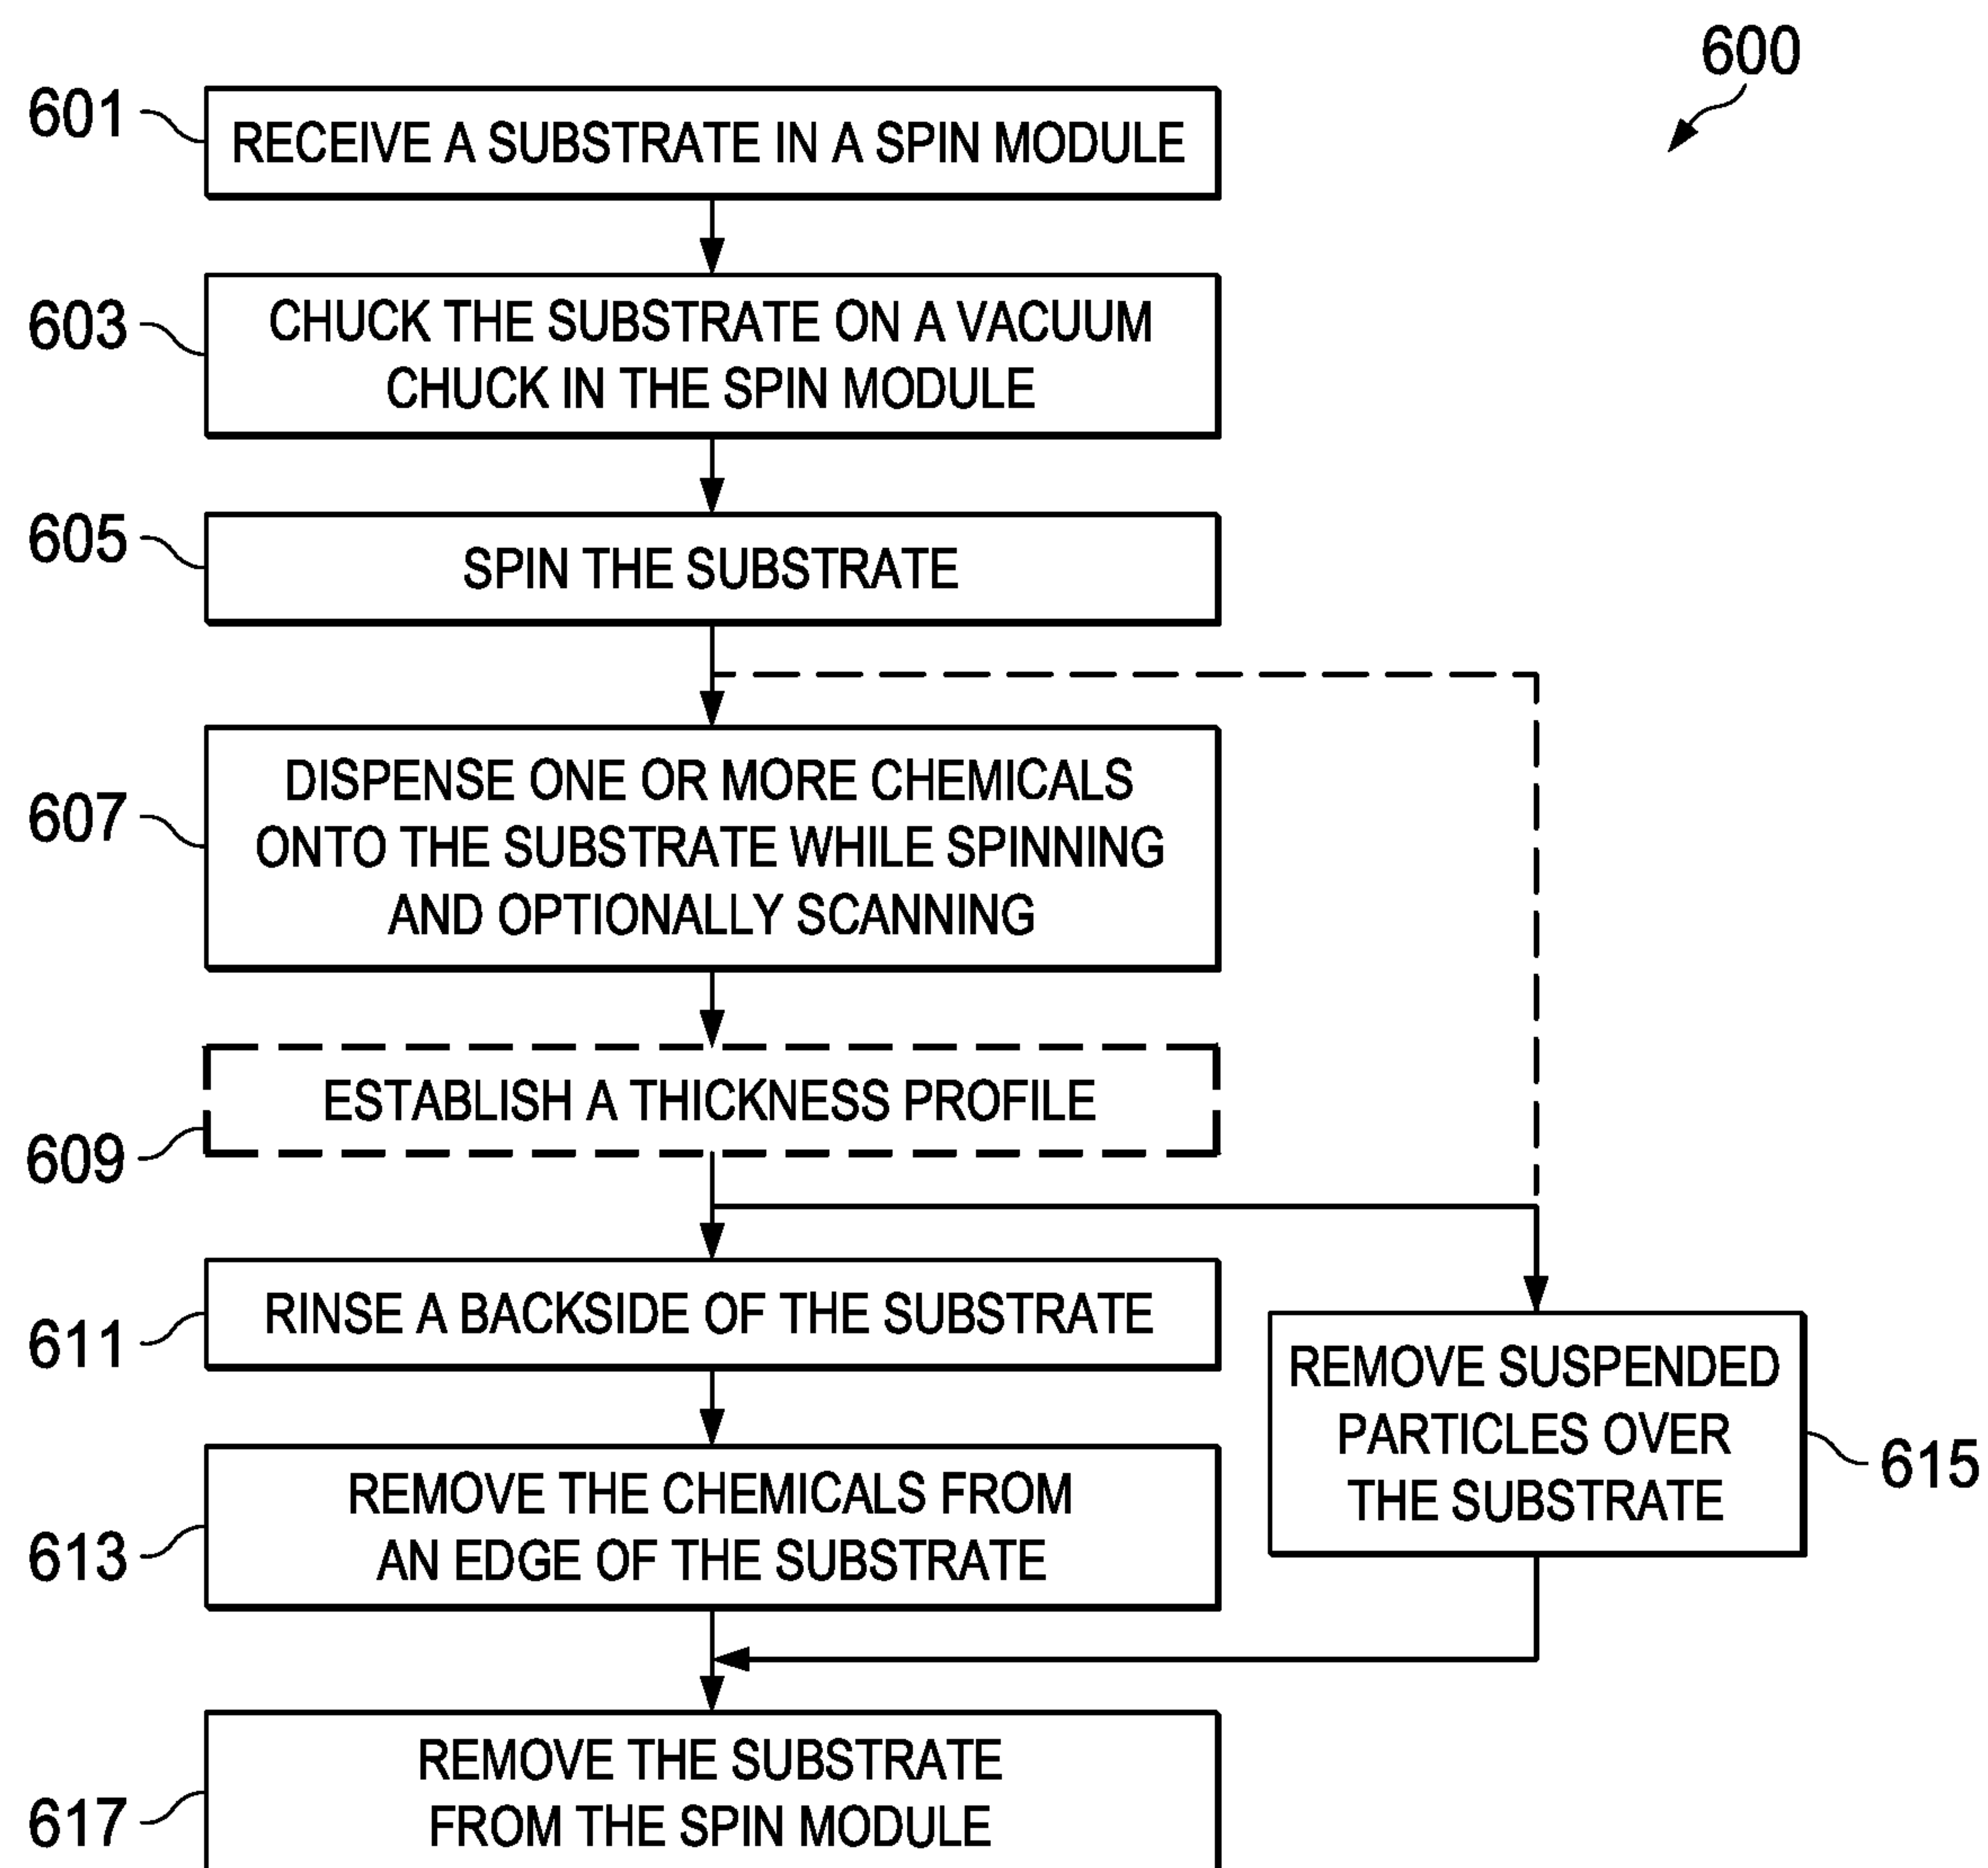 600
601
RECEIVE A SUBSTRATE IN A SPIN MODULE
603
CHUCK THE SUBSTRATE ON A VACUUM
CHUCK IN THE SPIN MODULE
605
SPIN THE SUBSTRATE
607
DISPENSE ONE OR MORE CHEMICALS
ONTO THE SUBSTRATE WHILE SPINNING
AND OPTIONALLY SCANNING
609
ESTABLISH A THICKNESS PROFILE
611
RINSE A BACKSIDE OF THE SUBSTRATE
613
REMOVE THE CHEMICALS FROM
AN EDGE OF THE SUBSTRATE
REMOVE SUSPENDED
PARTICLES OVER
THE SUBSTRATE
615
617
REMOVE THE SUBSTRATE
FROM THE SPIN MODULE